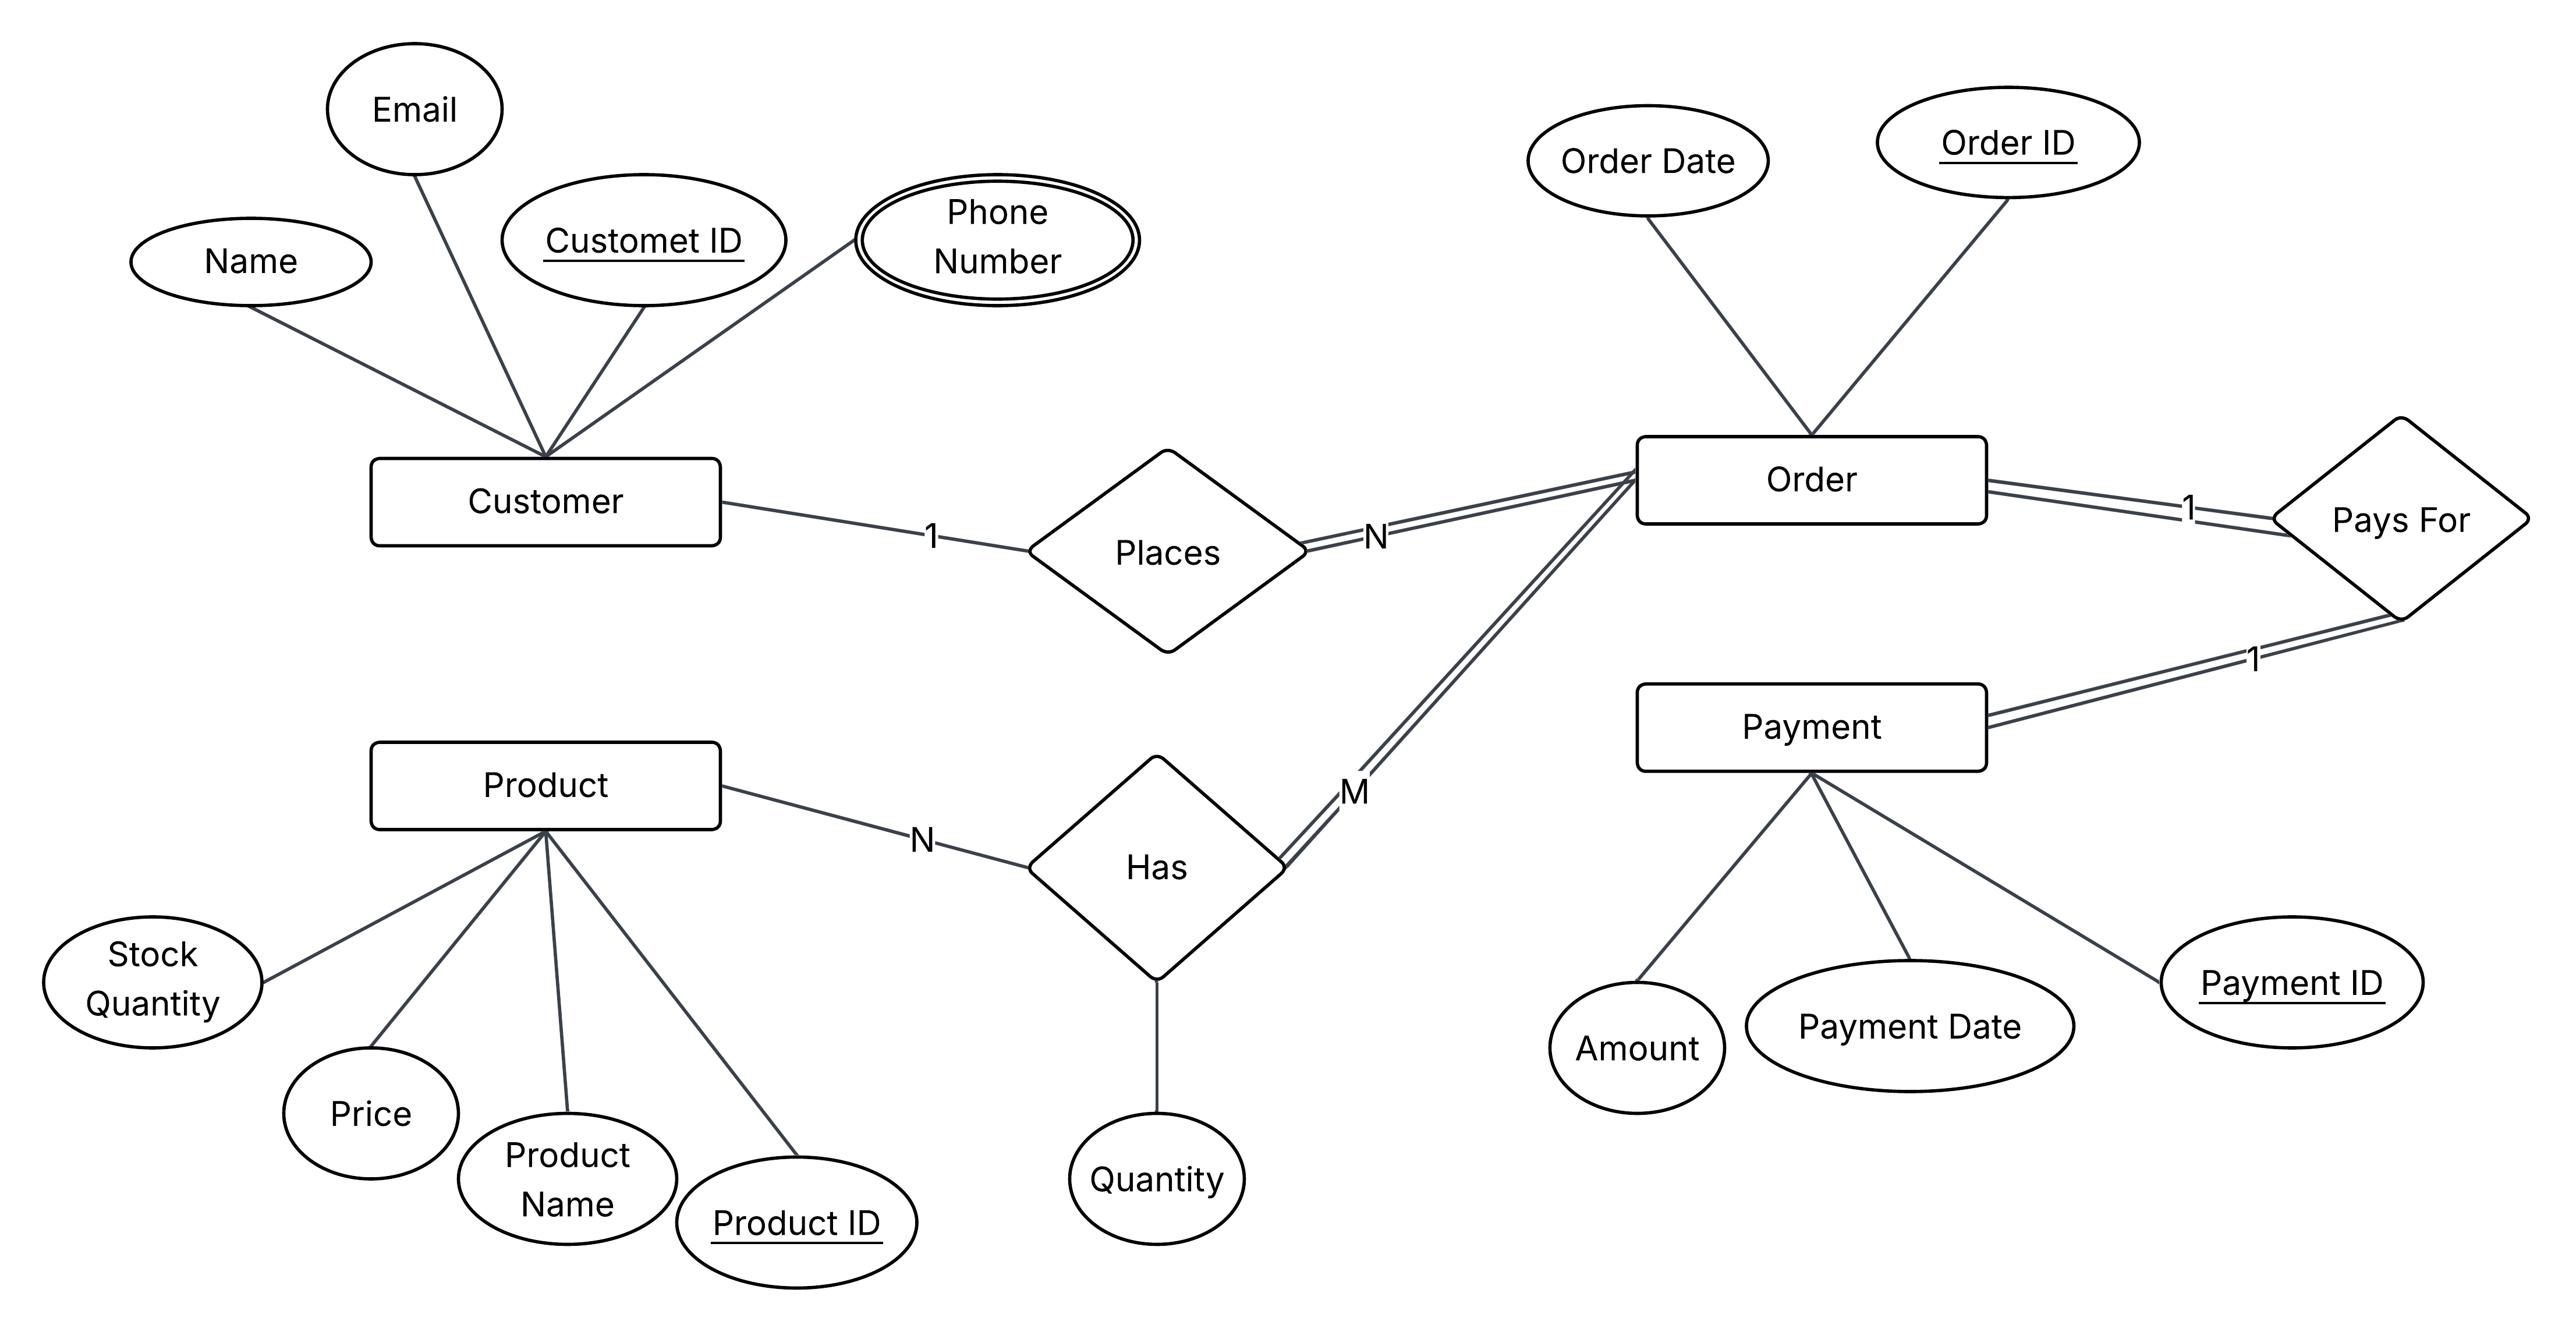 Email
Order Date
Order ID
Name
Customet ID
Phone
Number
Customer
1
Places
N
Order
1
Pays For
1
Payment
Product
N
Has
M
Stock
Quantity
Price
Product
Name
Product ID
Quantity
Amount
Payment Date
Payment ID